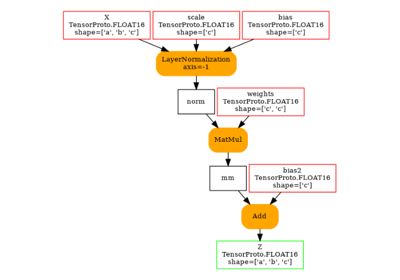 X
TensorProto.FLOAT16
shape=['a', 'b', 'c']
scale
TensorProto.FLOAT16
shape=['c']
bias
TensorProto.FLOAT16
shape=['c']
LayerNormalization
axis=-1
norm
weights
TensorProto.FLOAT16
shape=['c', 'c']
MatMul
mm
bias2
TensorProto.FLOAT16
shape=['c']
Add
Z
TensorProto.FLOAT16
shape=['a', 'b', 'c']